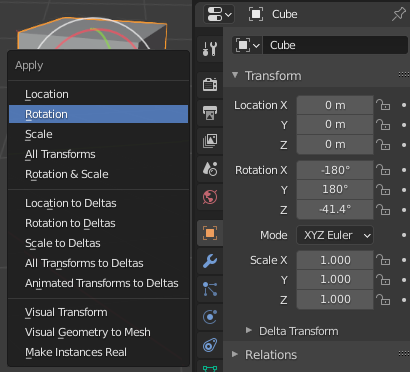 Apply
Location
Rotation
Scale
All Transforms
Rotation & Scale
Location to Deltas
Rotation to Deltas
Scale to Deltas
All Transforms to Deltas
Animated Transforms to Deltas
Visual Transform
Visual Geometry to Mesh
Make Instances Real
Cube
Cube
Transform
Location X 0 m
Y 0 m
Z 0 m
Rotation X -180°
Y 180°
Z -41.4°
Mode XYZ Euler
Scale X 1.000
Y 1.000
Z 1.000
Delta Transform
Relations